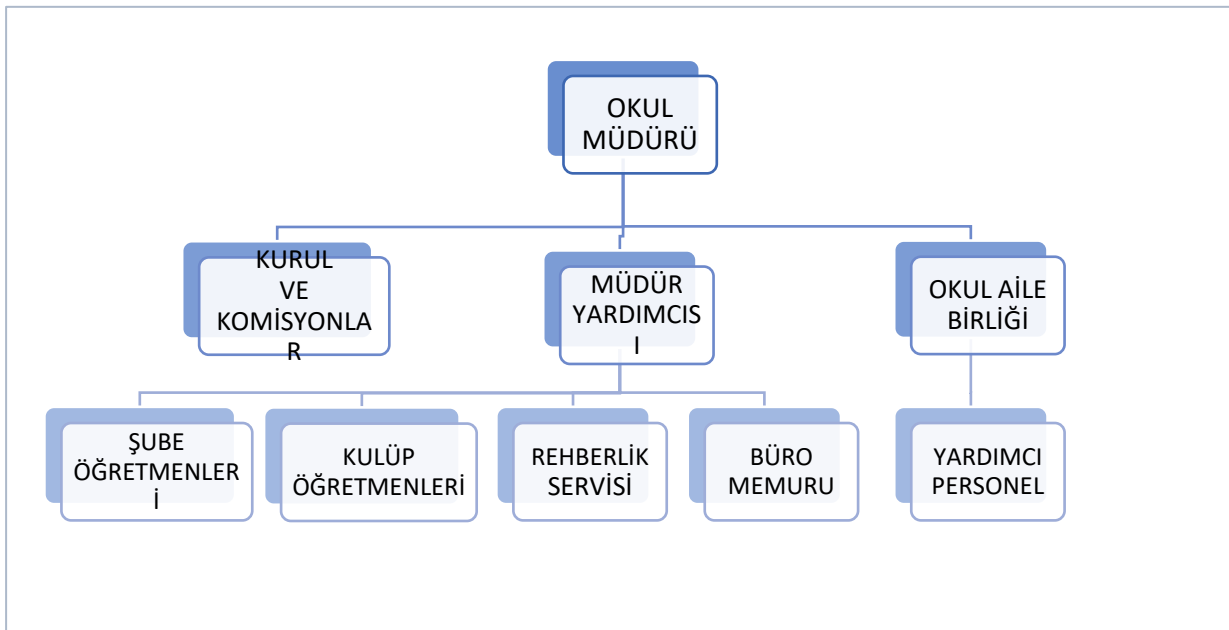 OKUL
MÜDÜRÜ
KURUL
VE
KOMİSYONLA
R
MÜDÜR
YARDIMCIS
I
OKUL AİLE
BİRLİĞİ
ŞUBE
ÖĞRETMENLER
İ
KULÜP
ÖĞRETMENLERİ
REHBERLİK
SERVİSİ
BÜRO
MEMURU
YARDIMCI
PERSONEL